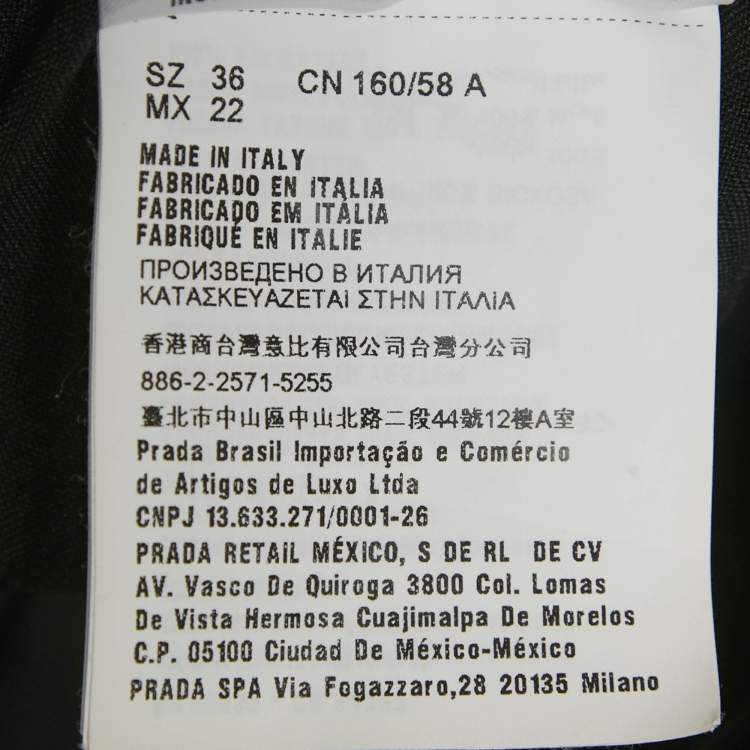 SZ 36 CN 160/58 A
MX 22
MADE IN ITALY
FABRICADO EN ITALIA
FABRICADO EM ITÁLIA
FABRIQUÉ EN ITALIE
ПРОИЗВЕДЕНО В ИТАЛИЯ
ΚΑΤΑΣΚΕΥΑΖΕΤΑΙ ΣΤΗΝ ΙΤΑΛΙΑ
香港商台灣意比有限公司台灣分公司
886-2-2571-5255
臺北市中山區中山北路二段44號12樓A室
Prada Brasil Importação e Comércio
de Artigos de Luxo Ltda
CNPJ 13.633.271/0001-26
PRADA RETAIL MÉXICO, S DE RL DE CV
AV. Vasco De Quiroga 3800 Col. Lomas
De Vista Hermosa Cuajimalpa De Morelos
C.P. 05100 Ciudad De México-México
PRADA SPA Via Fogazzaro,28 20135 Milano